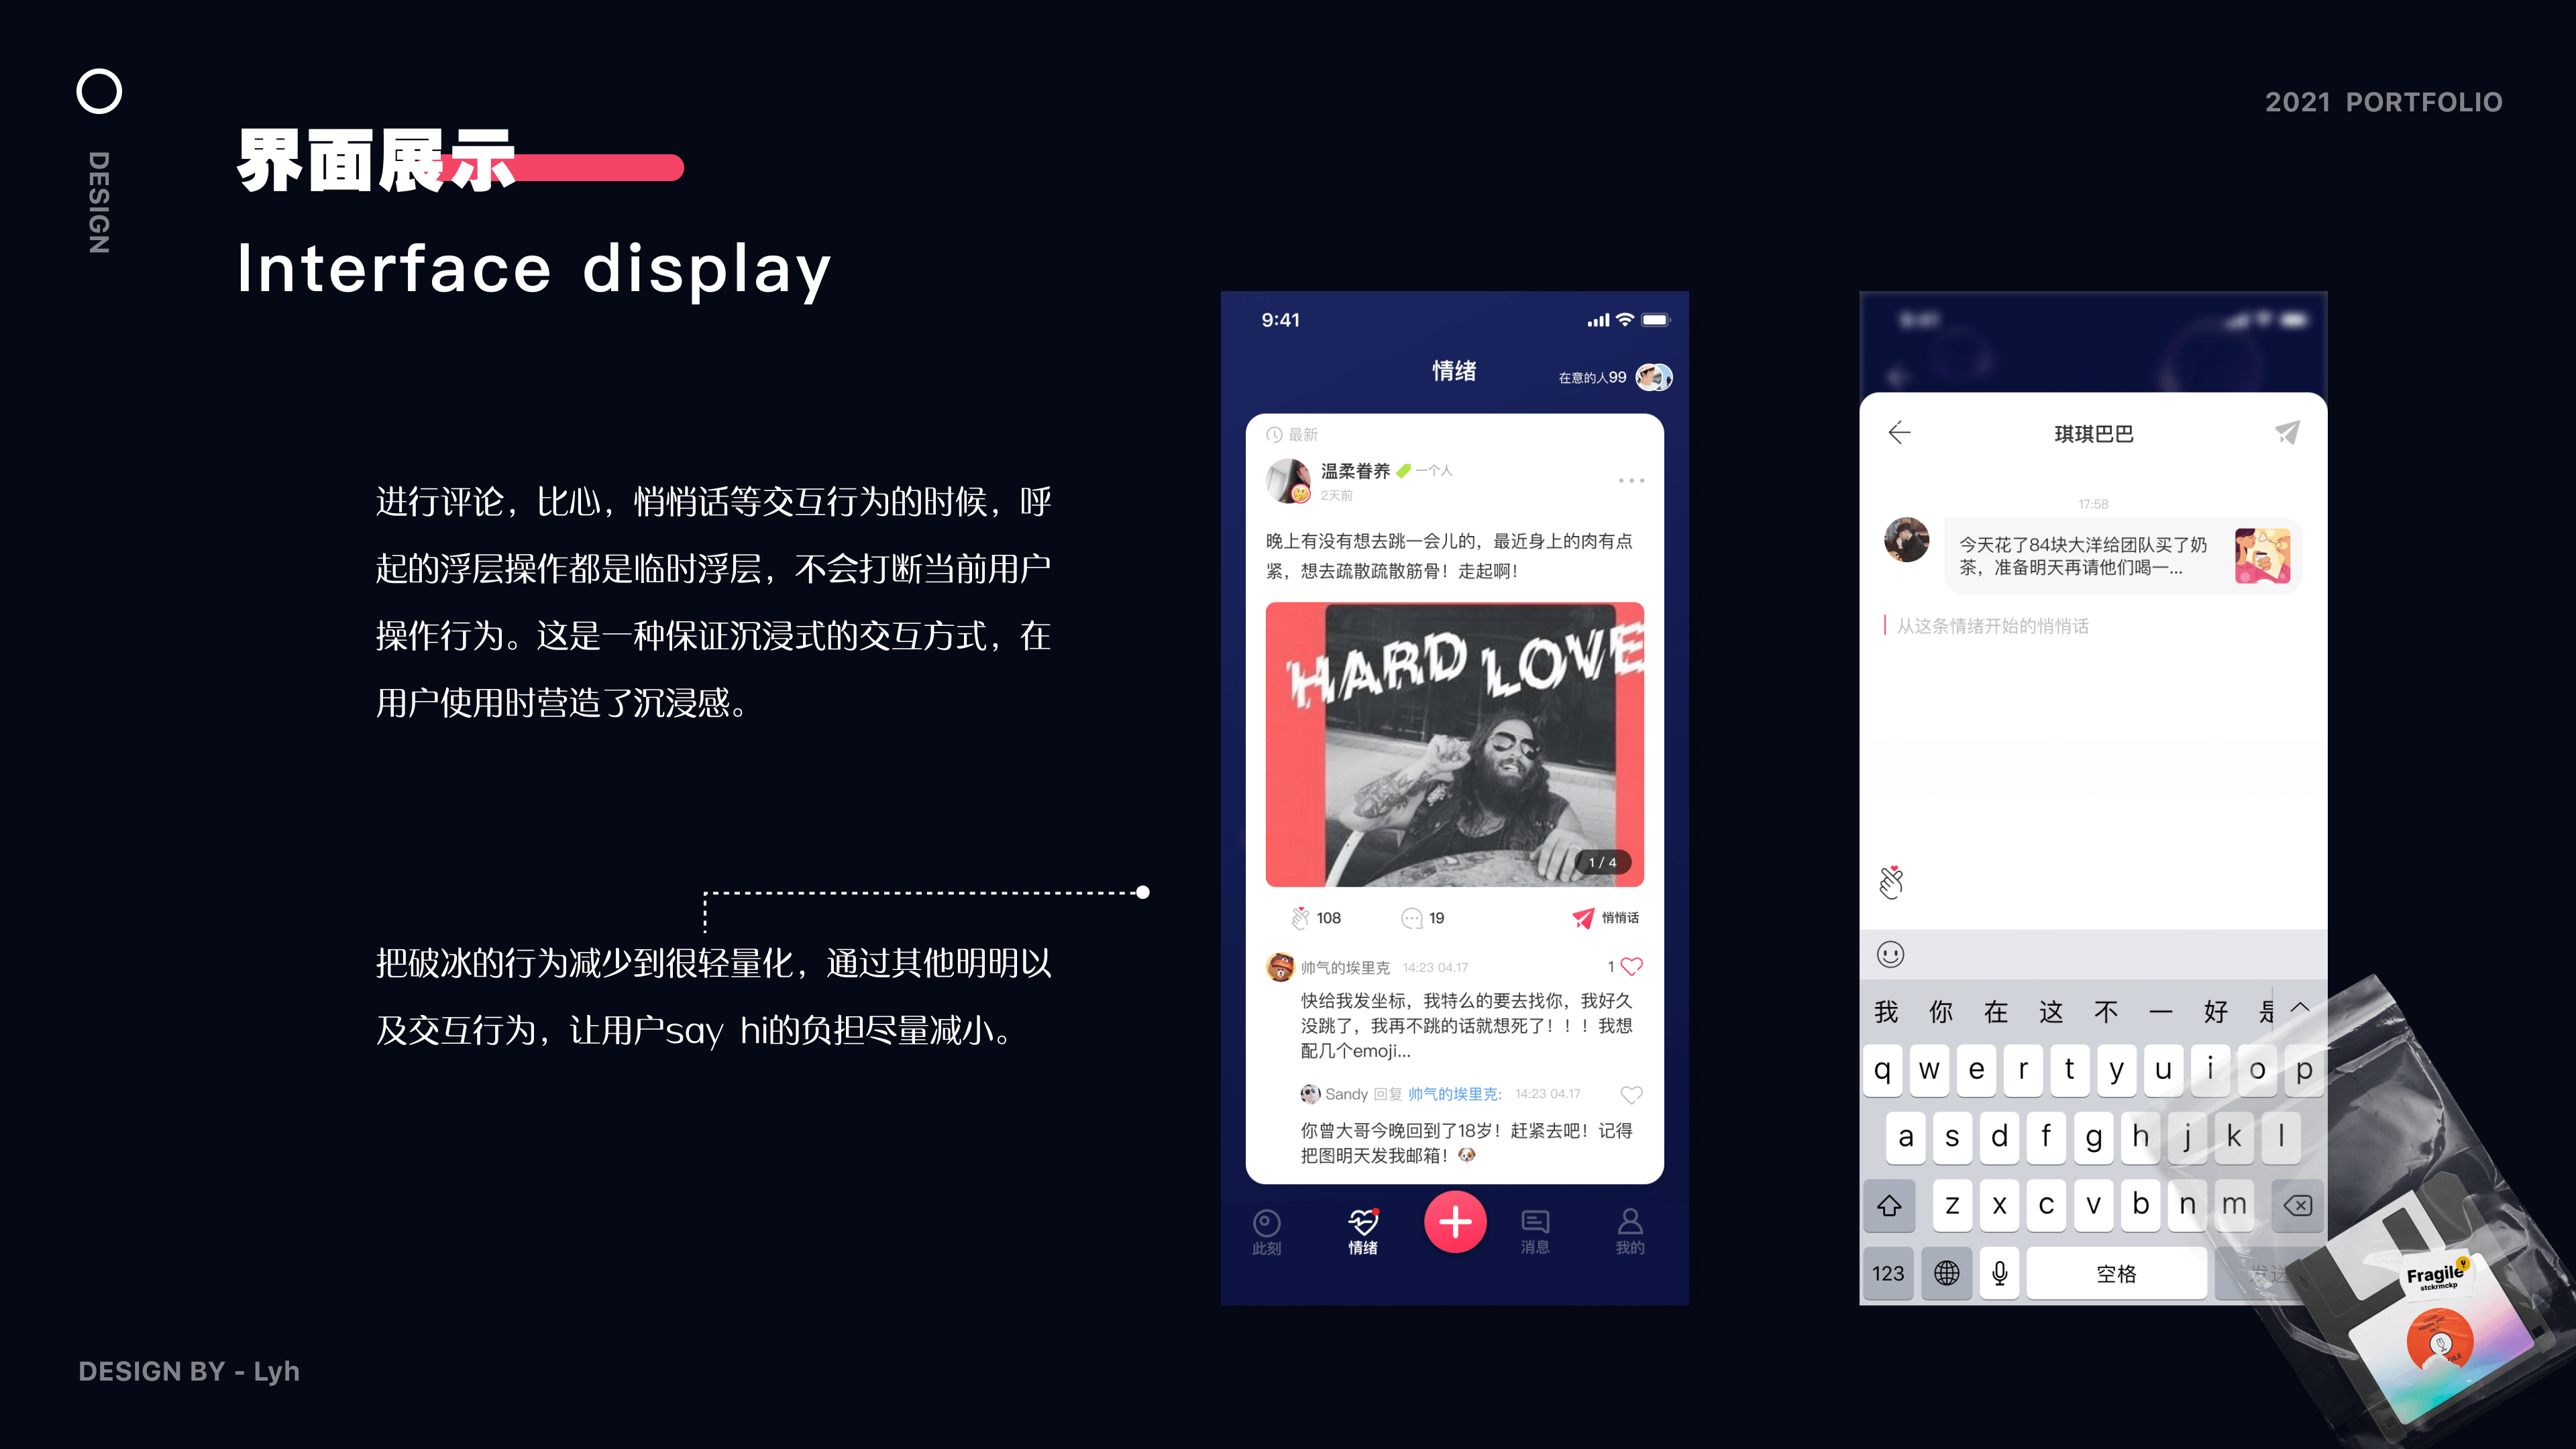 2021 PORTFOLIO
DESIGN
界面展示
Interface display
进行评论，比心，悄悄话等交互行为的时候，呼
起的浮层操作都是临时浮层，不会打断当前用户
操作行为。这是一种保证沉浸式的交互方式，在
用户使用时营造了沉浸感。
把破冰的行为减少到很轻量化，通过其他明明以
及交互行为，让用户say hi的负担尽量减小。
DESIGN BY - Lyh
9:41
情绪
在意的人99
最新
温柔眷养 一个人
2天前
晚上有没有想去跳一会儿的，最近身上的肉有点
紧，想去疏散疏散筋骨！走起啊！
HARD LOVE
1 / 4
108 19 悄悄话
帅气的埃里克 14:23 04.17 1
快给我发坐标，我特么的要去找你，我好久
没跳了，我再不跳的话就想死了！！！我想
配几个emoji...
Sandy 回复 帅气的埃里克: 14:23 04.17
你曾大哥今晚回到了18岁！赶紧去吧！记得
把图明天发我邮箱！🐶
此刻 情绪 消息 我的
9:41
琪琪巴巴
17:58
今天花了84块大洋给团队买了奶
茶，准备明天再请他们喝一...
从这条情绪开始的悄悄话
我 你 在 这 不 一 好 是
q w e r t y u i o p
a s d f g h j k l
z x c v b n m
123 空格 发送
Fragile
stckrmckp